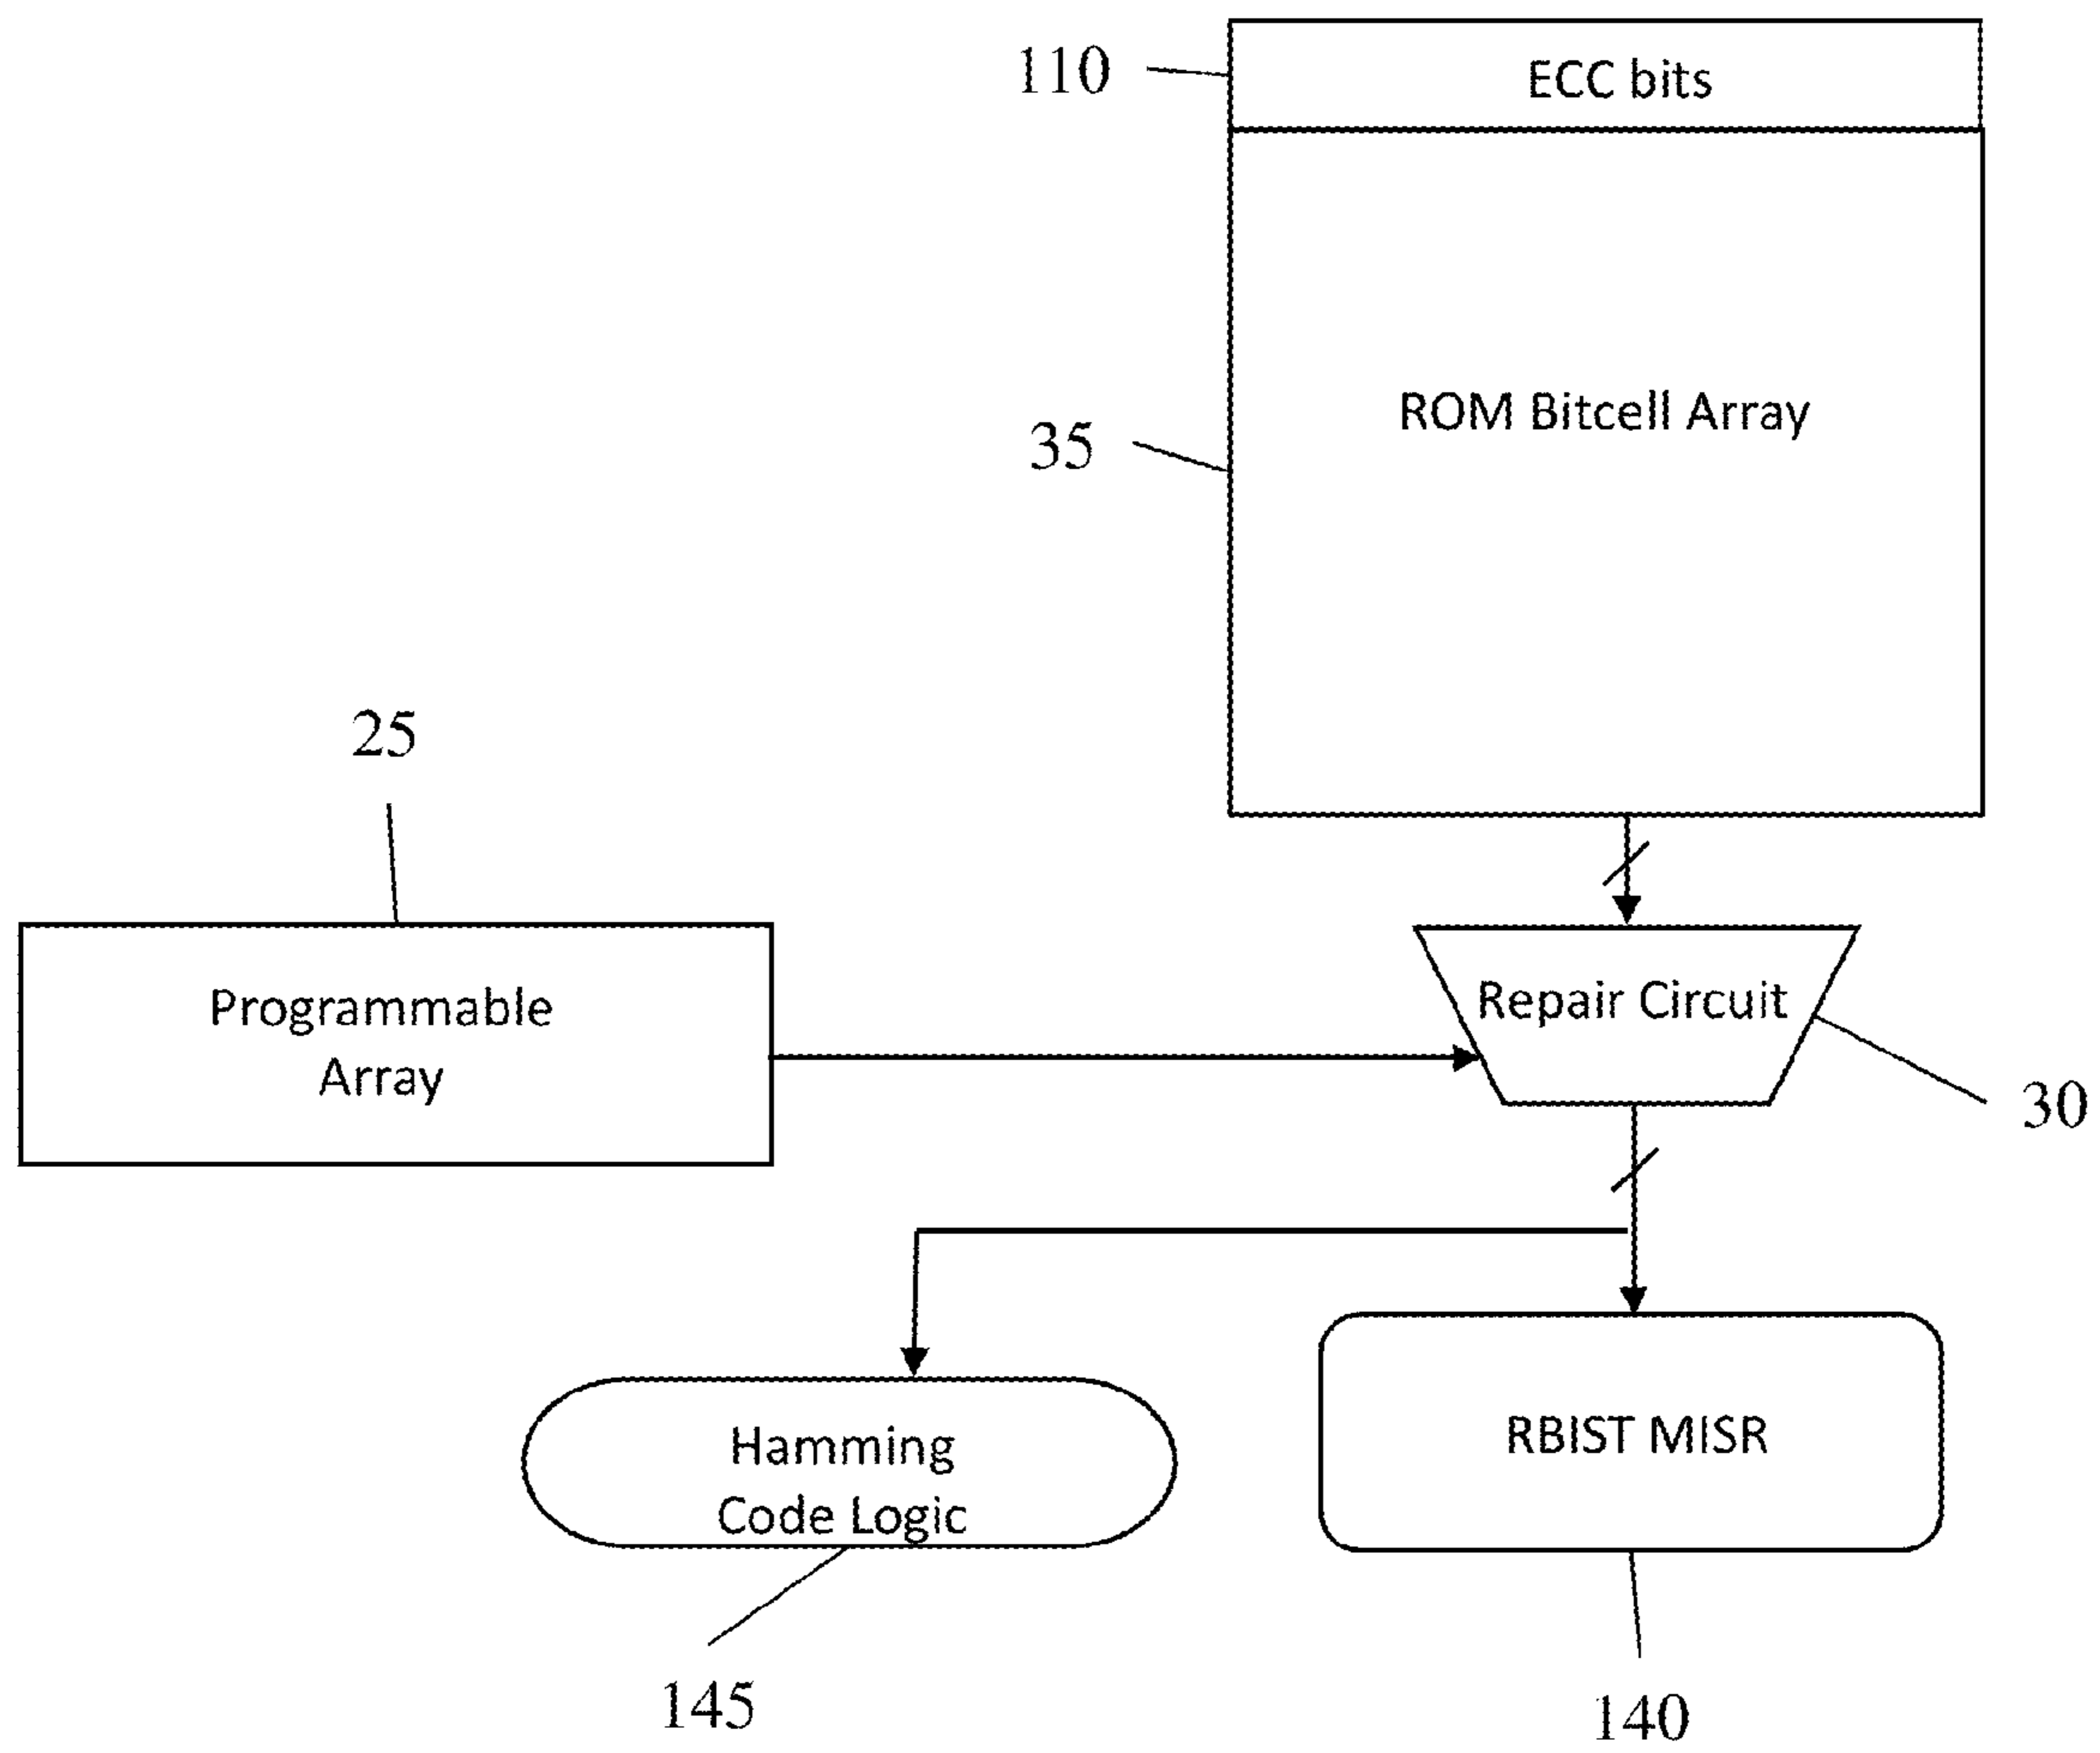 110
ECC bits
35
ROM Bitcell Array
25
Programmable
Array
Repair Circuit
30
Hamming
Code Logic
RBIST MISR
145
140